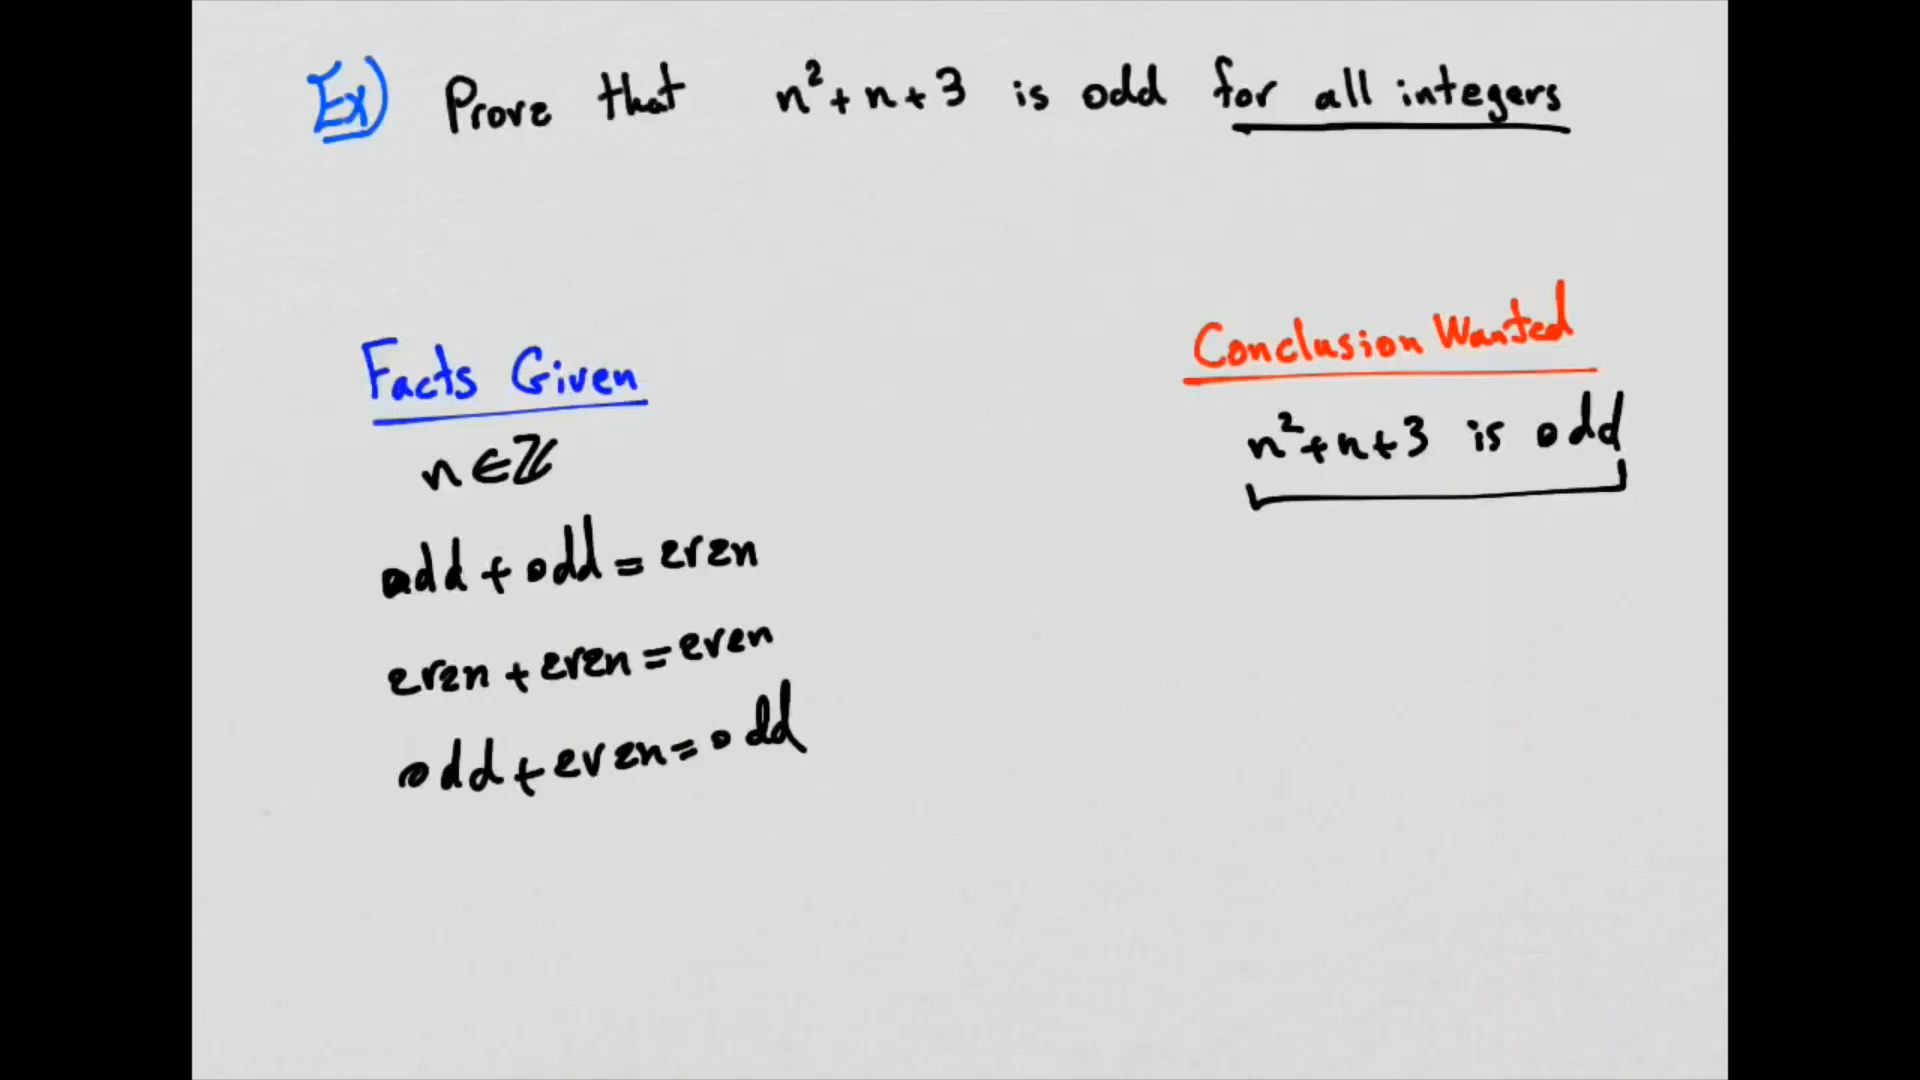 Ex) Prove that n²+n+3 is odd for all integers
Facts Given
n∈ℤ
odd + odd = even
even + even = even
odd + even = odd
Conclusion Wanted
n²+n+3 is odd